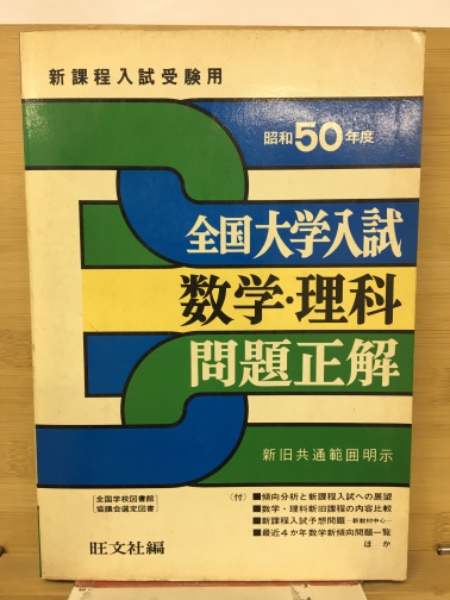 新課程入試受験用
昭和50年度
全国大学入試
数学・理科
問題正解
新旧共通範囲明示
全国学校図書館
協議会選定図書
〈付〉■傾向分析と新課程入試への展望
■数学・理科新旧課程の内容比較
■新課程入試予想問題―新教材中心―
■最近4か年数学新傾向問題一覧
ほか
旺文社編